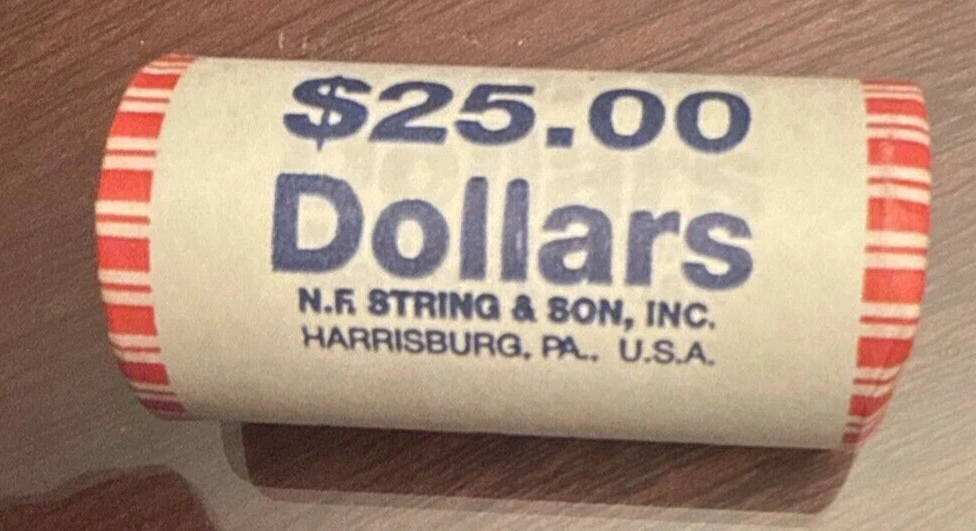 $25.00
Dollars
N.F. STRING & SON, INC.
HARRISBURG, PA., U.S.A.